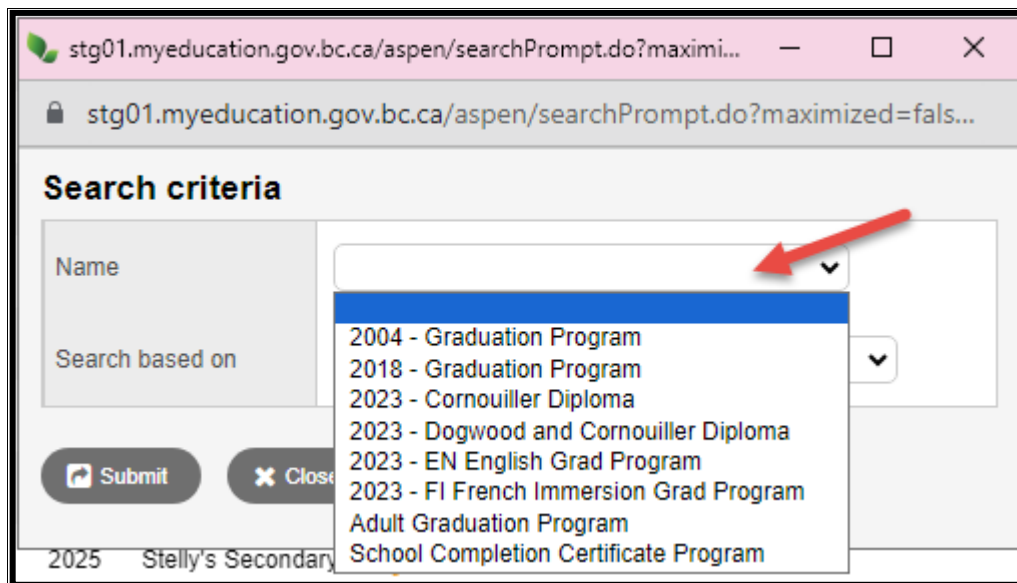 stg01.myeducation.gov.bc.ca/aspen/searchPrompt.do?maximi...
stg01.myeducation.gov.bc.ca/aspen/searchPrompt.do?maximized=fals...
Search criteria
Name
2004 - Graduation Program
2018 - Graduation Program
Search based on
2023 - Cornouiller Diploma
2023 - Dogwood and Cornouiller Diploma
2023 - EN English Grad Program
2023 - FI French Immersion Grad Program
Adult Graduation Program
School Completion Certificate Program
Submit
Close
2025 Stelly's Secondary